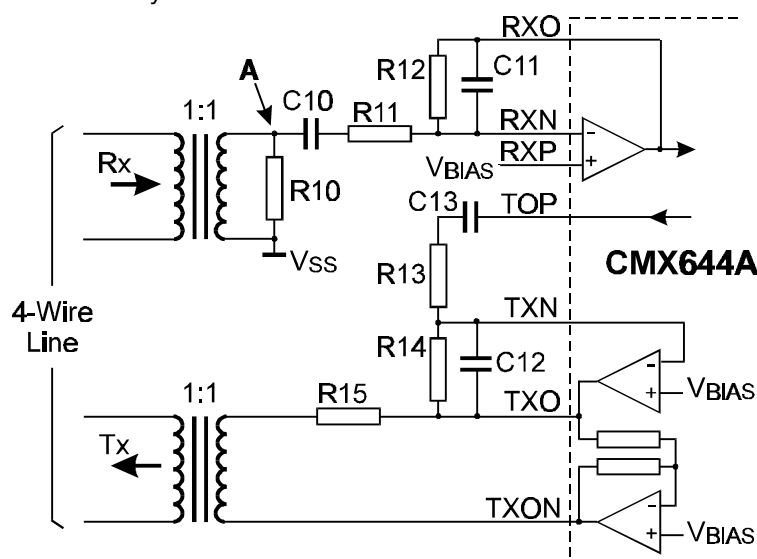 RXO
R12
C11
A
C10
1:1
R11
RXN
Rx
RXP
VBIAS
R10
C13
TOP
VSS
CMX644A
R13
4-Wire
Line
TXN
R14
C12
VBIAS
1:1
R15
TXO
Tx
TXON
VBIAS